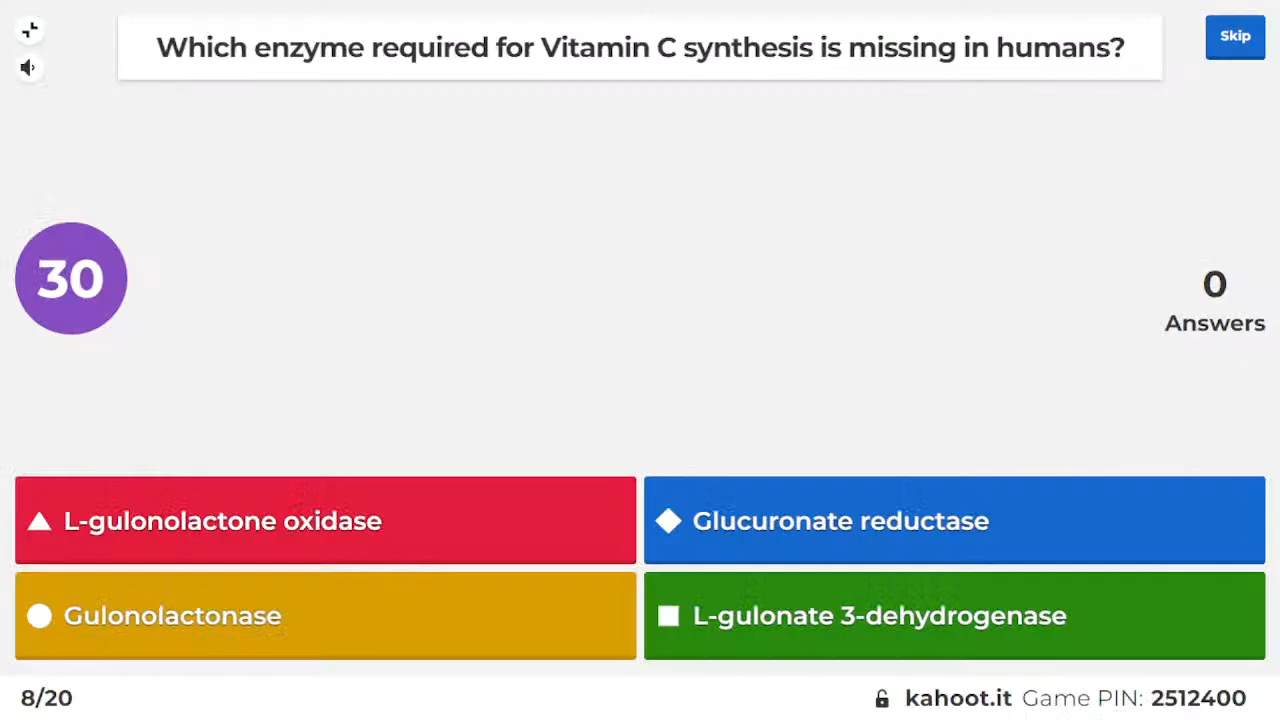 Which enzyme required for Vitamin C synthesis is missing in humans?
Skip
30
0
Answers
L-gulonolactone oxidase
Glucuronate reductase
Gulonolactonase
L-gulonate 3-dehydrogenase
8/20
kahoot.it Game PIN: 2512400